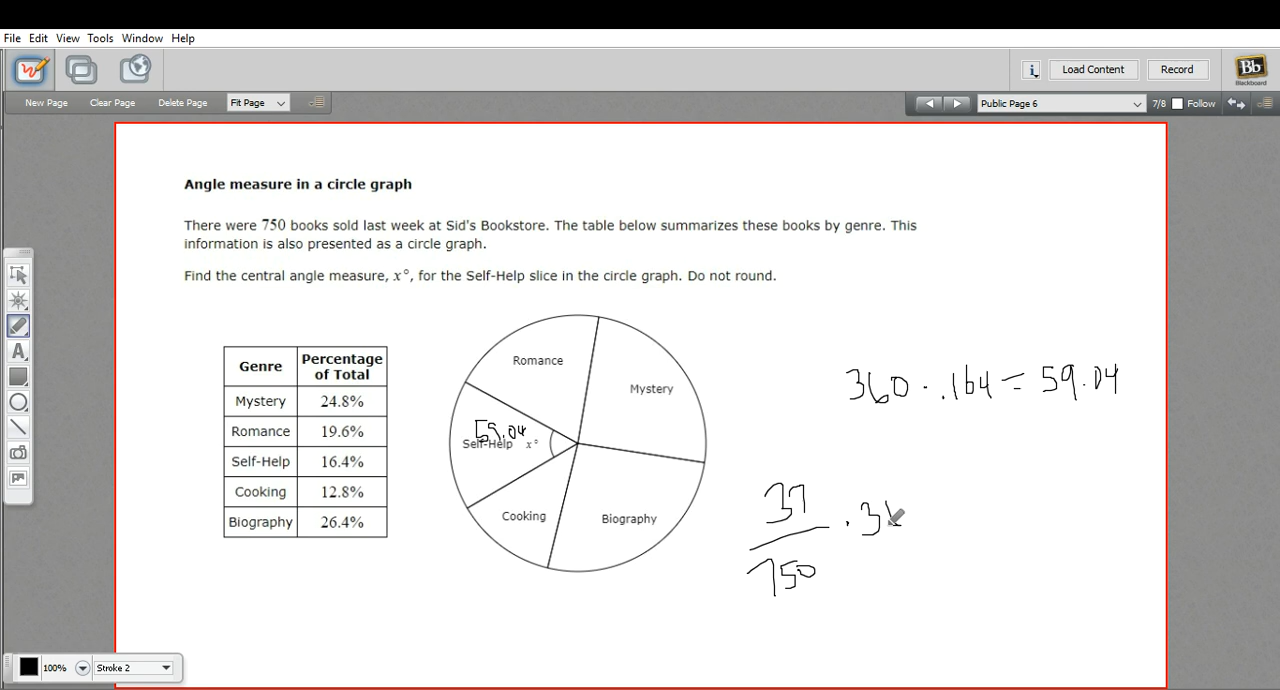 File Edit View Tools Window Help
Load Content Record Bb Blackboard
New Page Clear Page Delete Page Fit Page Public Page 6 7/8 Follow
Angle measure in a circle graph
There were 750 books sold last week at Sid's Bookstore. The table below summarizes these books by genre. This
information is also presented as a circle graph.
Find the central angle measure, x°, for the Self-Help slice in the circle graph. Do not round.
Genre Percentage of Total
Mystery 24.8%
Romance 19.6%
Self-Help 16.4%
Cooking 12.8%
Biography 26.4%
Romance
Mystery
59.04
Self-Help x°
Cooking
Biography
360 · .164 = 59.04
37
750
· 3
100% Stroke 2